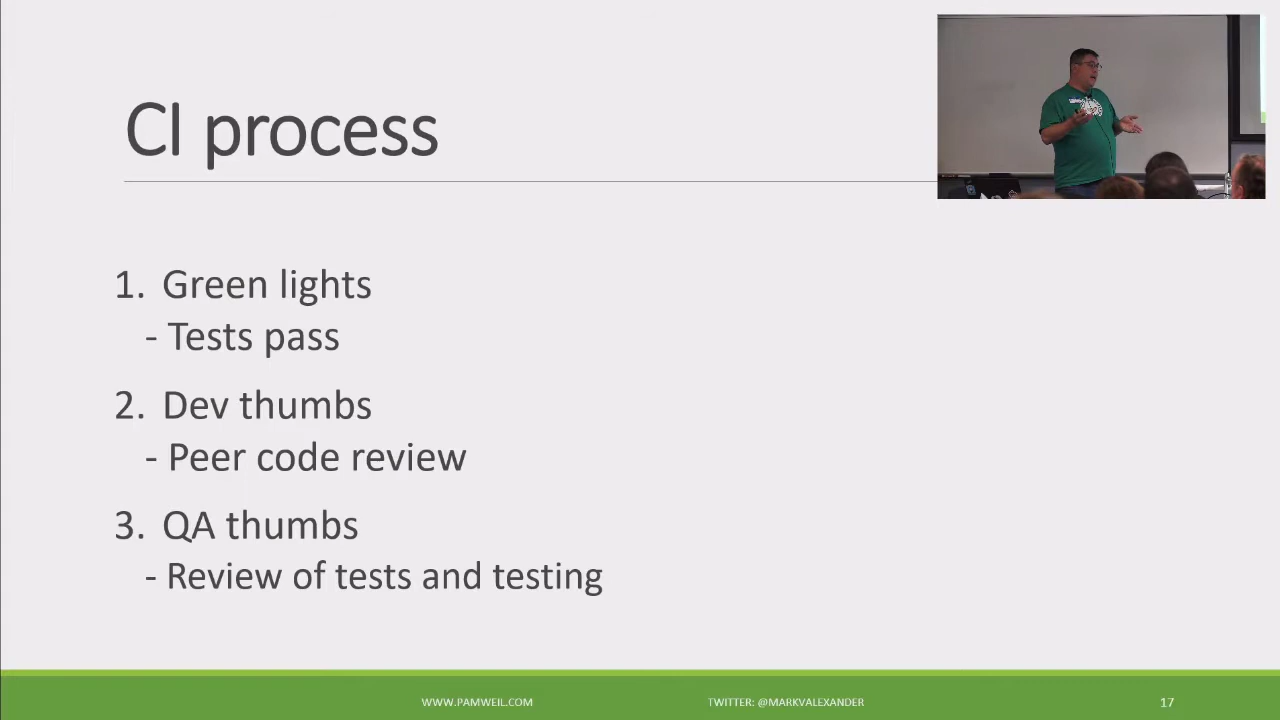 CI process
1. Green lights
- Tests pass
2. Dev thumbs
- Peer code review
3. QA thumbs
- Review of tests and testing
WWW.PAMWEIL.COM
TWITTER: @MARKVALEXANDER
17